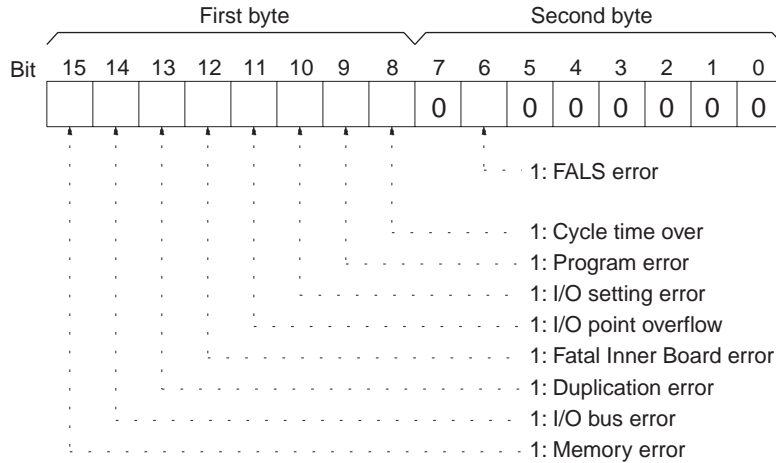 First byte Second byte
Bit 15 14 13 12 11 10 9 8 7 6 5 4 3 2 1 0
0 0 0 0 0 0 0
1: FALS error
1: Cycle time over
1: Program error
1: I/O setting error
1: I/O point overflow
1: Fatal Inner Board error
1: Duplication error
1: I/O bus error
1: Memory error